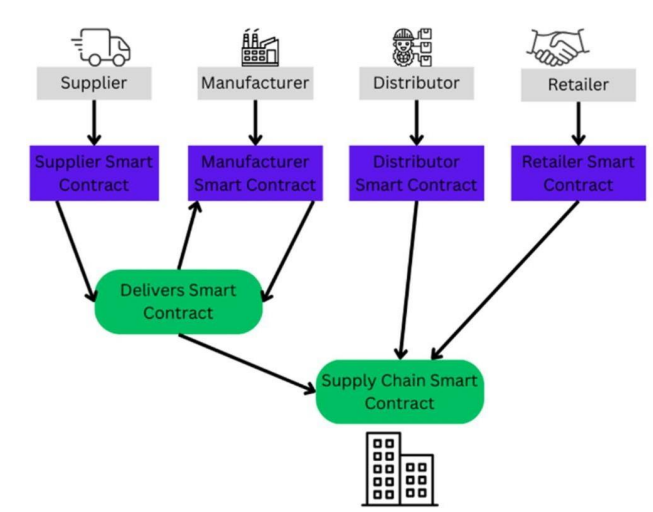 Supplier
Manufacturer
Distributor
Retailer
Supplier Smart
Contract
Manufacturer
Smart Contract
Distributor
Smart Contract
Retailer Smart
Contract
Delivers Smart
Contract
Supply Chain Smart
Contract